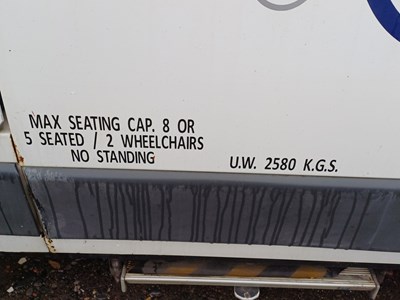 MAX SEATING CAP. 8 OR
5 SEATED / 2 WHEELCHAIRS
NO STANDING
U.W. 2580 K.G.S.